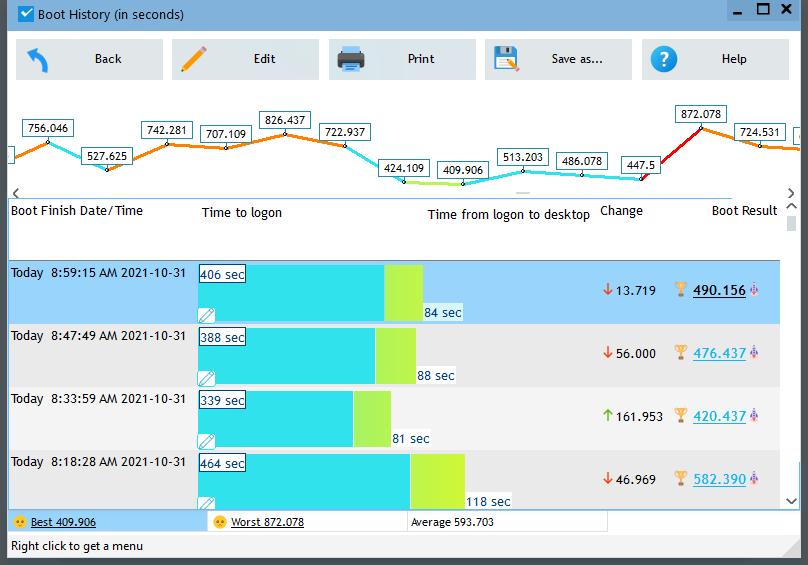 Boot History (in seconds)
Back Edit Print Save as... Help
756.046 527.625 742.281 707.109 826.437 722.937 424.109 409.906 513.203 486.078 447.5 872.078 724.531
Boot Finish Date/Time Time to logon Time from logon to desktop Change Boot Result
Today 8:59:15 AM 2021-10-31 406 sec 84 sec 13.719 490.156
Today 8:47:49 AM 2021-10-31 388 sec 88 sec 56.000 476.437
Today 8:33:59 AM 2021-10-31 339 sec 81 sec 161.953 420.437
Today 8:18:28 AM 2021-10-31 464 sec 118 sec 46.969 582.390
Best 409.906 Worst 872.078 Average 593.703
Right click to get a menu